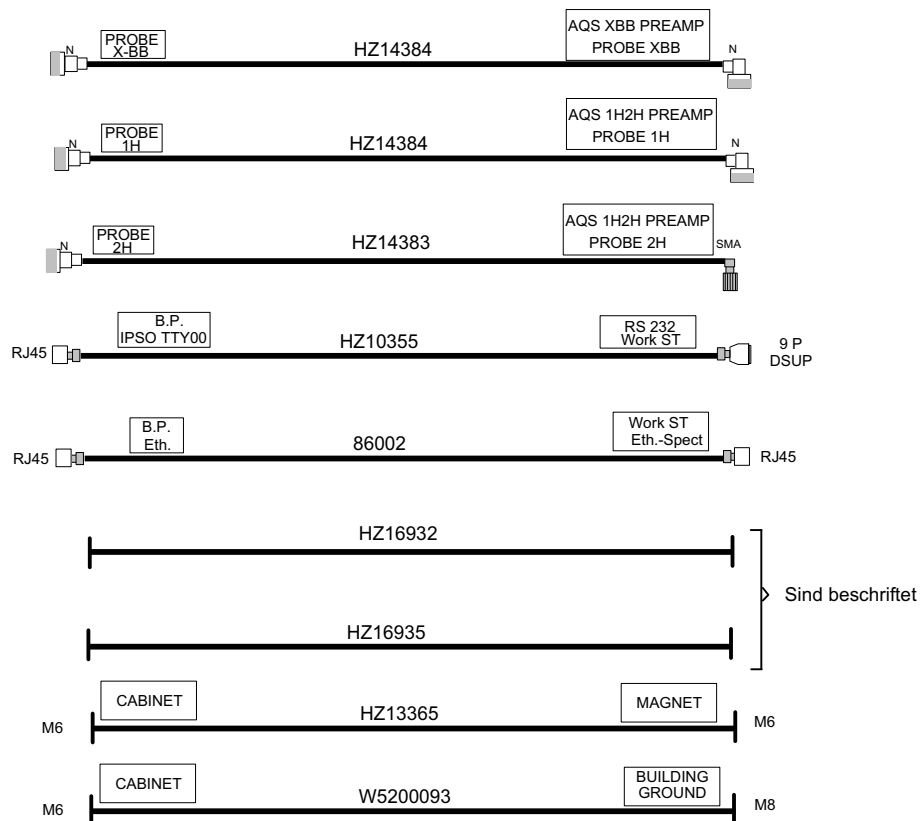 PROBE
X-BB
N
HZ14384
AQS XBB PREAMP
PROBE XBB
N
PROBE
1H
N
HZ14384
AQS 1H2H PREAMP
PROBE 1H
N
PROBE
2H
N
HZ14383
AQS 1H2H PREAMP
PROBE 2H
SMA
B.P.
IPSO TTY00
RJ45
HZ10355
RS 232
Work ST
9 P
DSUP
B.P.
Eth.
RJ45
86002
Work ST
Eth.-Spect
RJ45
HZ16932
Sind beschriftet
HZ16935
CABINET
M6
HZ13365
MAGNET
M6
CABINET
M6
W5200093
BUILDING
GROUND
M8